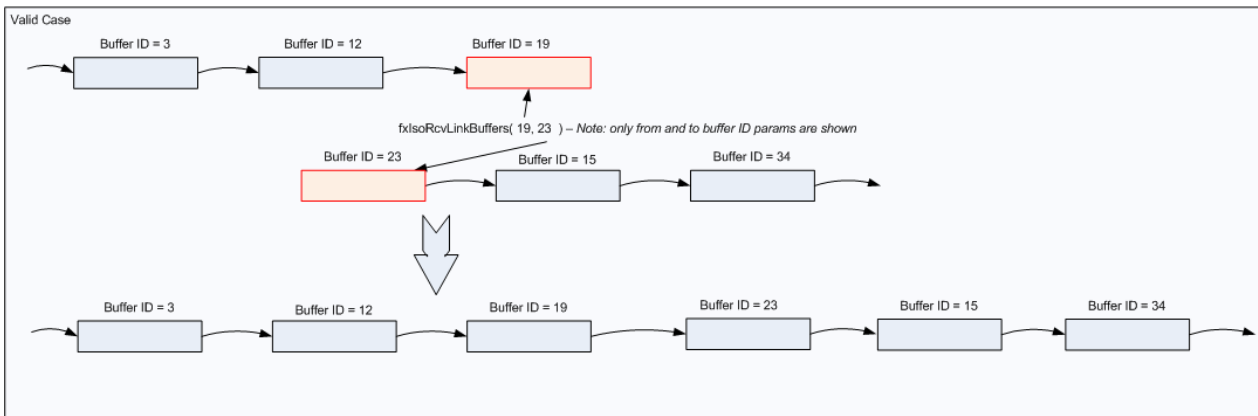 Valid Case
Buffer ID = 3
Buffer ID = 12
Buffer ID = 19
fxIsoRcvLinkBuffers( 19, 23 ) – Note: only from and to buffer ID params are shown
Buffer ID = 23
Buffer ID = 15
Buffer ID = 34
Buffer ID = 3
Buffer ID = 12
Buffer ID = 19
Buffer ID = 23
Buffer ID = 15
Buffer ID = 34